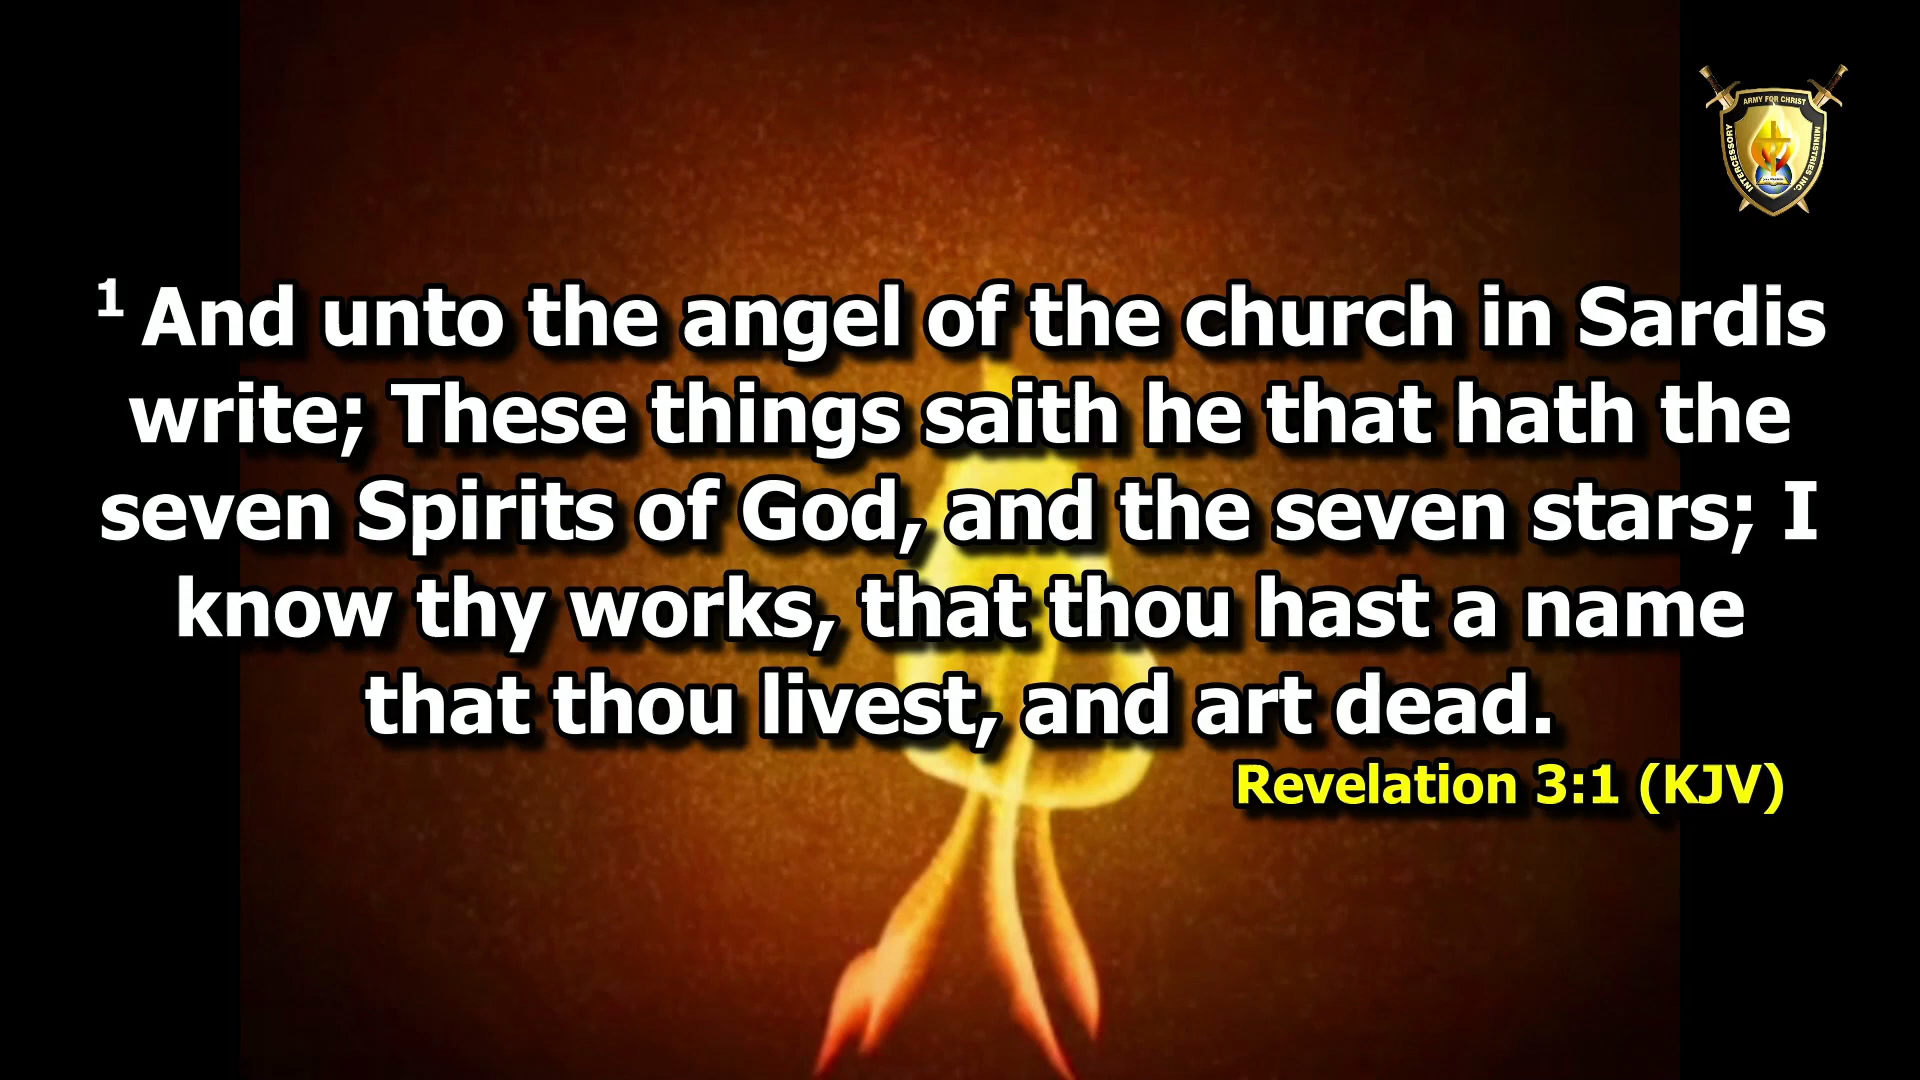 ARMY FOR CHRIST
INTERCESSORY
MINISTRIES INC.
1 And unto the angel of the church in Sardis
write; These things saith he that hath the
seven Spirits of God, and the seven stars; I
know thy works, that thou hast a name
that thou livest, and art dead.
Revelation 3:1 (KJV)